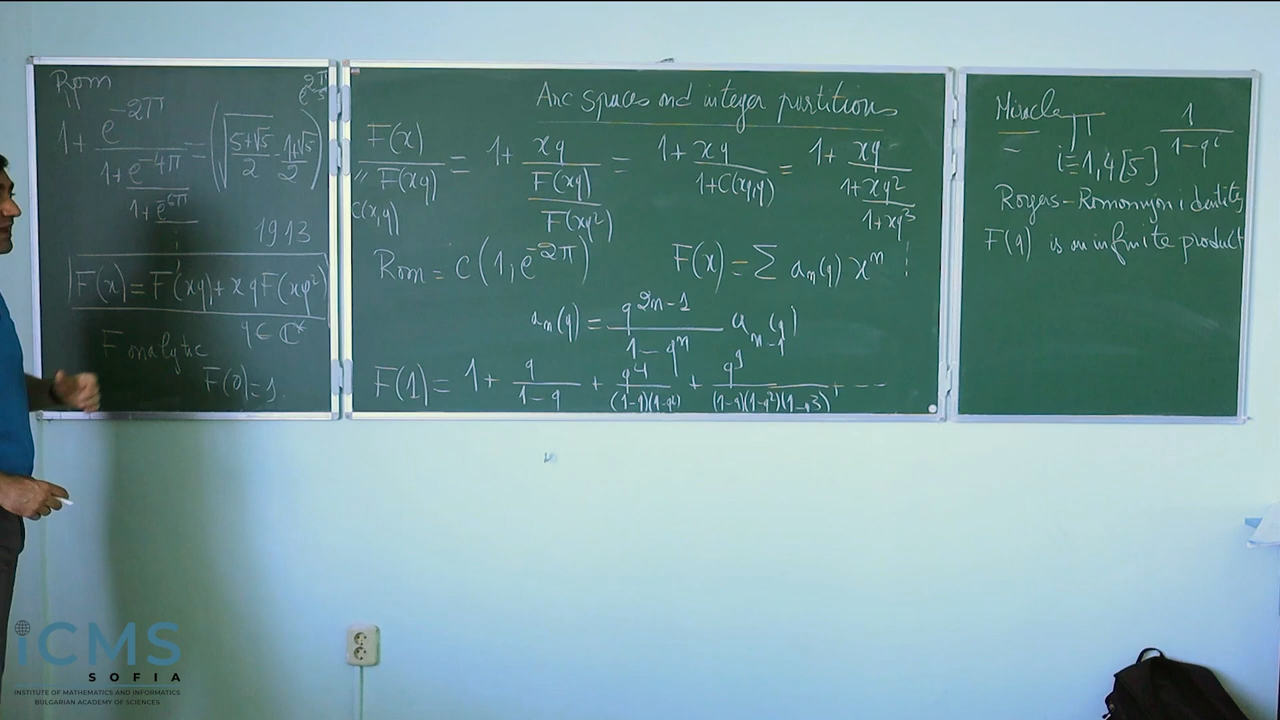 Ram
1 + e^{-2π} / (1 + e^{-4π} / (1 + e^{-6π} / ⋮)) = (√((5+√5)/2) - (1+√5)/2) e^{2π/5}
1913
F(x) = F(xq) + xq F(xq²)
q ∈ ℂ*
F analytic
F(0) = 1.
Arc spaces and integer partitions
F(x) / F(xq) = 1 + xq / (F(xq) / F(xq²)) = 1 + xq / (1 + C(xq,q)) = 1 + xq / (1 + xq² / (1 + xq³ ⋮))
" C(x,q)
Ram = C(1, e^{-2π})
F(x) = ∑ a_n(q) x^n
a_n(q) = q^{2n-1} / (1 - q^n) a_{n-1}(q)
F(1) = 1 + q / (1-q) + q^4 / ((1-q)(1-q²)) + q^9 / ((1-q)(1-q²)(1-q³)) + ---
Miracle
∏_{i≡1,4[5]} 1 / (1-q^i)
Rogers-Ramanujan identities
F(1) is an infinite product
iCMS
SOFIA
INSTITUTE OF MATHEMATICS AND INFORMATICS
BULGARIAN ACADEMY OF SCIENCES